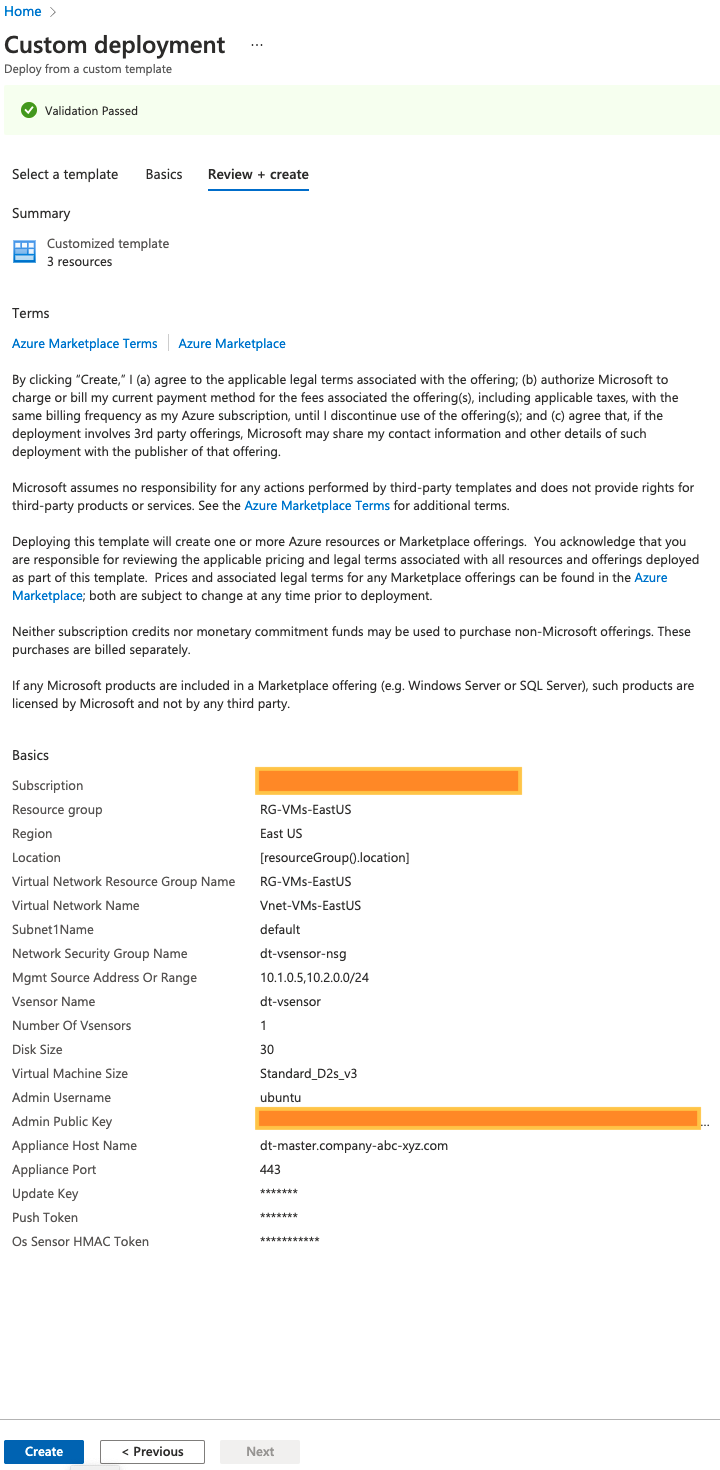 Home
Custom deployment ...
Deploy from a custom template
Validation Passed
Select a template Basics Review + create
Summary
Customized template
3 resources
Terms
Azure Marketplace Terms Azure Marketplace
By clicking “Create,” I (a) agree to the applicable legal terms associated with the offering; (b) authorize Microsoft to
charge or bill my current payment method for the fees associated the offering(s), including applicable taxes, with the
same billing frequency as my Azure subscription, until I discontinue use of the offering(s); and (c) agree that, if the
deployment involves 3rd party offerings, Microsoft may share my contact information and other details of such
deployment with the publisher of that offering.
Microsoft assumes no responsibility for any actions performed by third-party templates and does not provide rights for
third-party products or services. See the Azure Marketplace Terms for additional terms.
Deploying this template will create one or more Azure resources or Marketplace offerings. You acknowledge that you
are responsible for reviewing the applicable pricing and legal terms associated with all resources and offerings deployed
as part of this template. Prices and associated legal terms for any Marketplace offerings can be found in the Azure
Marketplace; both are subject to change at any time prior to deployment.
Neither subscription credits nor monetary commitment funds may be used to purchase non-Microsoft offerings. These
purchases are billed separately.
If any Microsoft products are included in a Marketplace offering (e.g. Windows Server or SQL Server), such products are
licensed by Microsoft and not by any third party.
Basics
Subscription
Resource group RG-VMs-EastUS
Region East US
Location [resourceGroup().location]
Virtual Network Resource Group Name RG-VMs-EastUS
Virtual Network Name Vnet-VMs-EastUS
Subnet1Name default
Network Security Group Name dt-vsensor-nsg
Mgmt Source Address Or Range 10.1.0.5,10.2.0.0/24
Vsensor Name dt-vsensor
Number Of Vsensors 1
Disk Size 30
Virtual Machine Size Standard_D2s_v3
Admin Username ubuntu
Admin Public Key ...
Appliance Host Name dt-master.company-abc-xyz.com
Appliance Port 443
Update Key *******
Push Token *******
Os Sensor HMAC Token ***********
Create < Previous Next